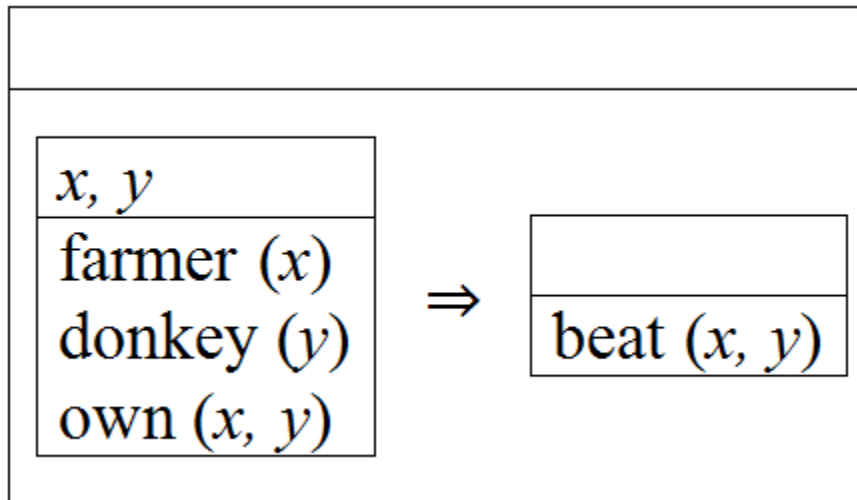 x, y
farmer (x)
donkey (y)
own (x, y)
⇒
beat (x, y)